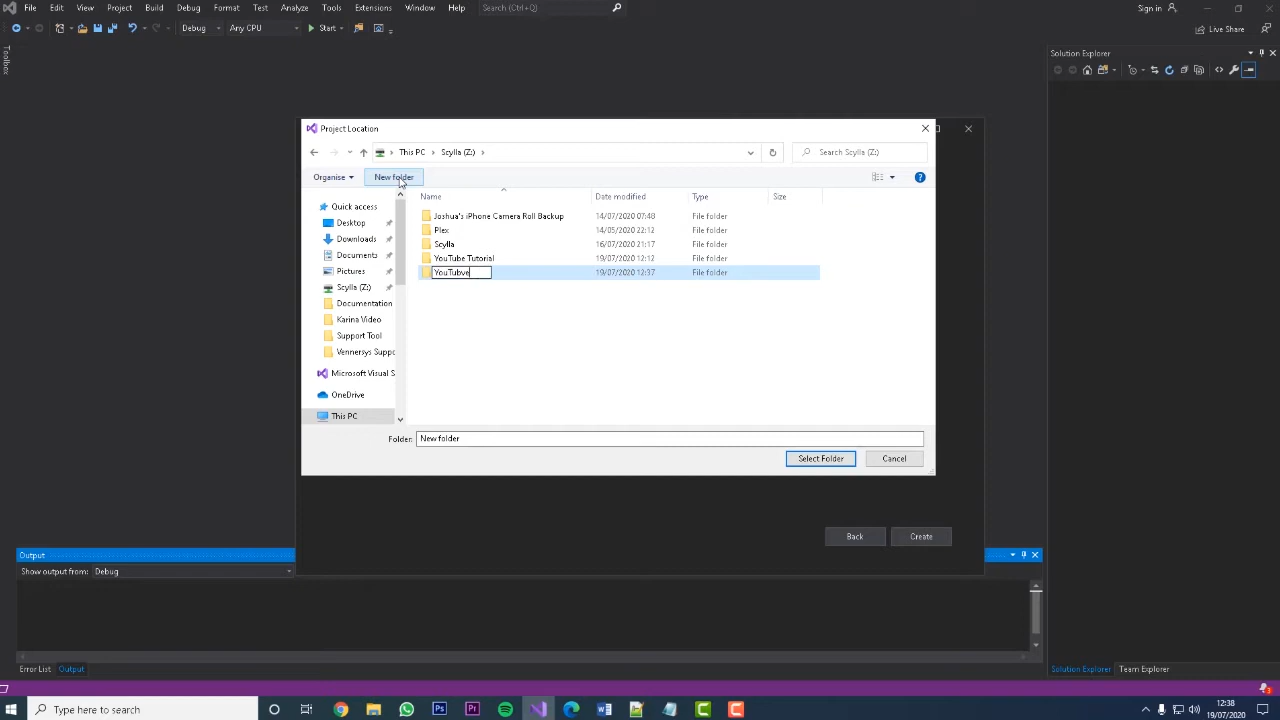 File Edit View Project Build Debug Format Test Analyze Tools Extensions Window Help Search (Ctrl+Q) Sign in
Debug Any CPU Start Live Share
Toolbox
Solution Explorer
Project Location
This PC Scylla (Z:) Search Scylla (Z:)
Organise New folder
Name Date modified Type Size
Quick access
Desktop
Downloads
Documents
Pictures
Scylla (Z:)
Documentation
Karina Video
Support Tool
Vennersys Suppo
Microsoft Visual S
OneDrive
This PC
Joshua's iPhone Camera Roll Backup 14/07/2020 07:48 File folder
Plex 14/05/2020 22:12 File folder
Scylla 16/07/2020 21:17 File folder
YouTube Tutorial 19/07/2020 12:12 File folder
YouTubve 19/07/2020 12:37 File folder
Folder: New folder
Select Folder Cancel
Back Create
Output
Show output from: Debug
Error List Output
Solution Explorer Team Explorer
Type here to search
12:38
19/07/2020